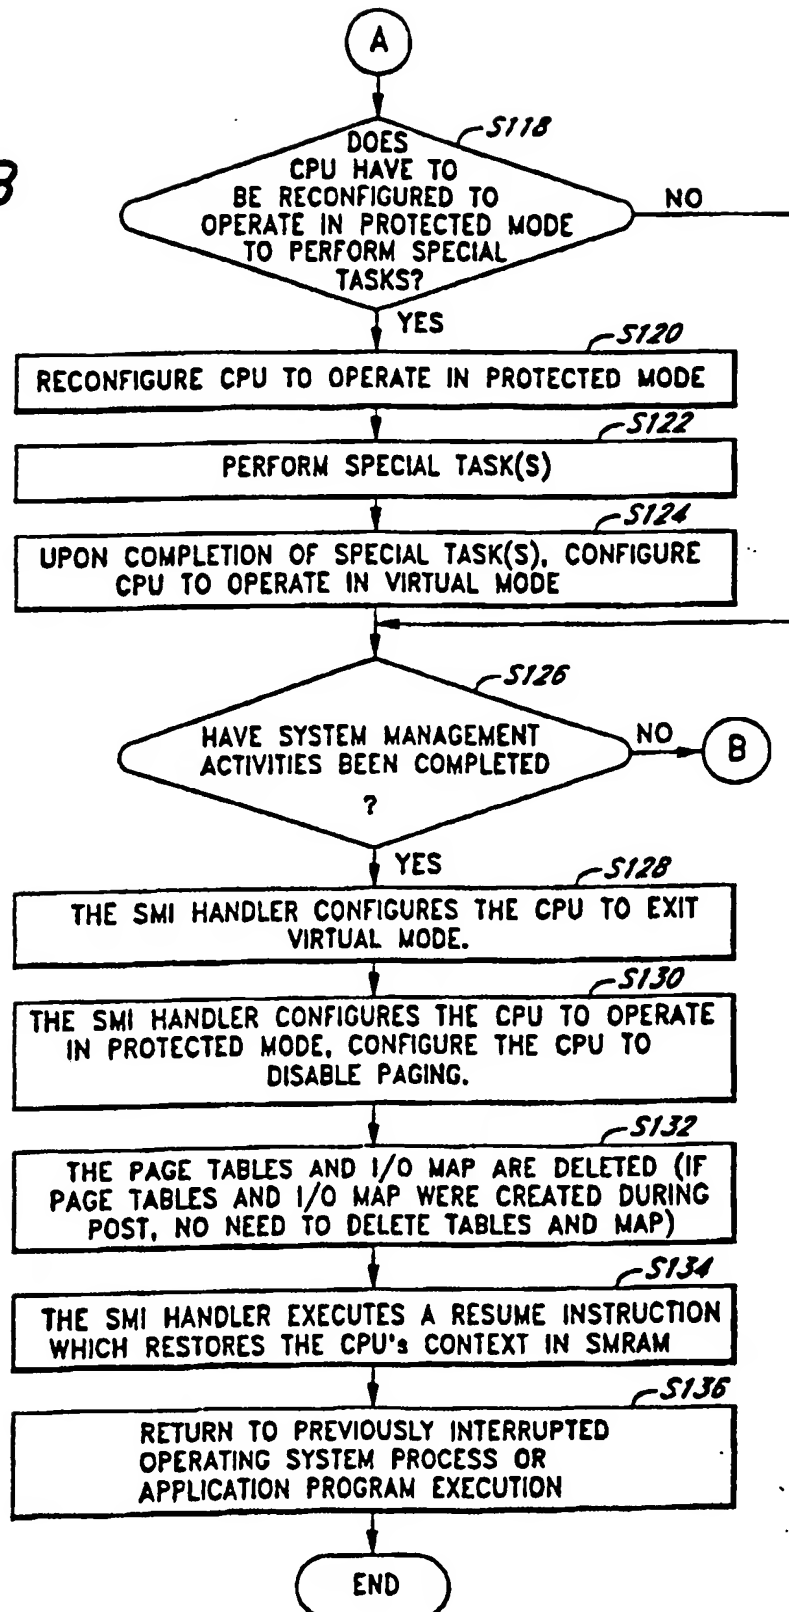 A
S118
B
DOES
CPU HAVE TO
BE RECONFIGURED TO
OPERATE IN PROTECTED MODE
TO PERFORM SPECIAL
TASKS?
NO
YES
S120
RECONFIGURE CPU TO OPERATE IN PROTECTED MODE
S122
PERFORM SPECIAL TASK(S)
S124
UPON COMPLETION OF SPECIAL TASK(S), CONFIGURE
CPU TO OPERATE IN VIRTUAL MODE
S126
HAVE SYSTEM MANAGEMENT
ACTIVITIES BEEN COMPLETED
?
NO
B
YES
S128
THE SMI HANDLER CONFIGURES THE CPU TO EXIT
VIRTUAL MODE.
S130
THE SMI HANDLER CONFIGURES THE CPU TO OPERATE
IN PROTECTED MODE, CONFIGURE THE CPU TO
DISABLE PAGING.
S132
THE PAGE TABLES AND I/O MAP ARE DELETED (IF
PAGE TABLES AND I/O MAP WERE CREATED DURING
POST, NO NEED TO DELETE TABLES AND MAP)
S134
THE SMI HANDLER EXECUTES A RESUME INSTRUCTION
WHICH RESTORES THE CPU's CONTEXT IN SMRAM
S136
RETURN TO PREVIOUSLY INTERRUPTED
OPERATING SYSTEM PROCESS OR
APPLICATION PROGRAM EXECUTION
END